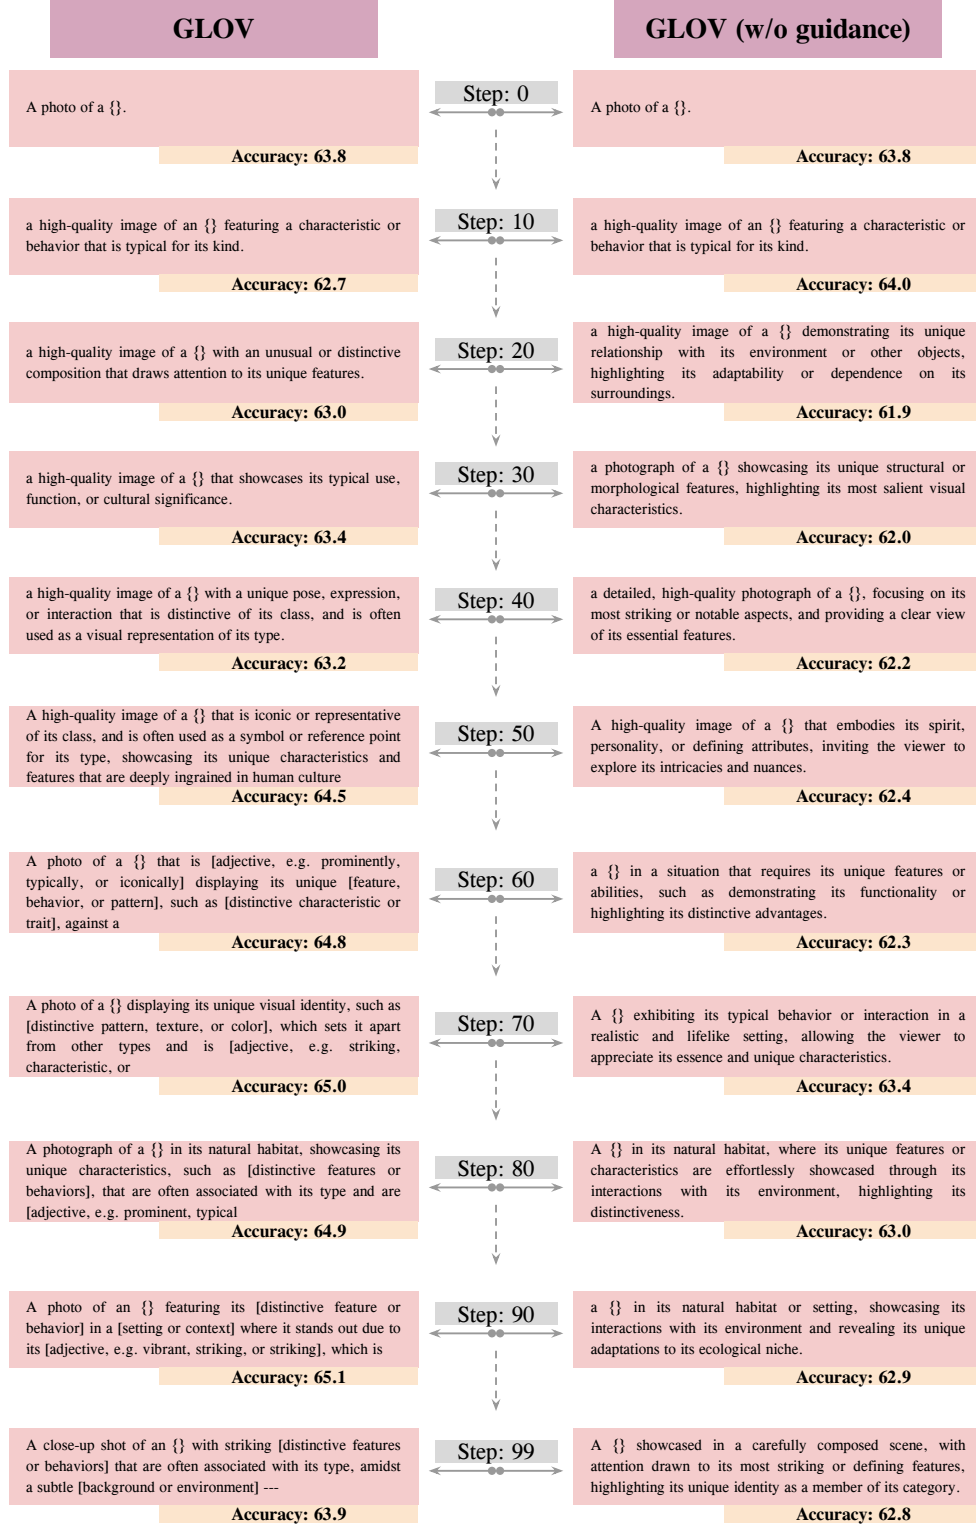 GLOV
GLOV (w/o guidance)
A photo of a {}.
Accuracy: 63.8
Step: 0
A photo of a {}.
Accuracy: 63.8
a high-quality image of an {} featuring a characteristic or
behavior that is typical for its kind.
Accuracy: 62.7
Step: 10
a high-quality image of an {} featuring a characteristic or
behavior that is typical for its kind.
Accuracy: 64.0
a high-quality image of a {} with an unusual or distinctive
composition that draws attention to its unique features.
Accuracy: 63.0
Step: 20
a high-quality image of a {} demonstrating its unique
relationship with its environment or other objects,
highlighting its adaptability or dependence on its
surroundings.
Accuracy: 61.9
a high-quality image of a {} that showcases its typical use,
function, or cultural significance.
Accuracy: 63.4
Step: 30
a photograph of a {} showcasing its unique structural or
morphological features, highlighting its most salient visual
characteristics.
Accuracy: 62.0
a high-quality image of a {} with a unique pose, expression,
or interaction that is distinctive of its class, and is often
used as a visual representation of its type.
Accuracy: 63.2
Step: 40
a detailed, high-quality photograph of a {}, focusing on its
most striking or notable aspects, and providing a clear view
of its essential features.
Accuracy: 62.2
A high-quality image of a {} that is iconic or representative
of its class, and is often used as a symbol or reference point
for its type, showcasing its unique characteristics and
features that are deeply ingrained in human culture
Accuracy: 64.5
Step: 50
A high-quality image of a {} that embodies its spirit,
personality, or defining attributes, inviting the viewer to
explore its intricacies and nuances.
Accuracy: 62.4
A photo of a {} that is [adjective, e.g. prominently,
typically, or iconically] displaying its unique [feature,
behavior, or pattern], such as [distinctive characteristic or
trait], against a
Accuracy: 64.8
Step: 60
a {} in a situation that requires its unique features or
abilities, such as demonstrating its functionality or
highlighting its distinctive advantages.
Accuracy: 62.3
A photo of a {} displaying its unique visual identity, such as
[distinctive pattern, texture, or color], which sets it apart
from other types and is [adjective, e.g. striking,
characteristic, or
Accuracy: 65.0
Step: 70
A {} exhibiting its typical behavior or interaction in a
realistic and lifelike setting, allowing the viewer to
appreciate its essence and unique characteristics.
Accuracy: 63.4
A photograph of a {} in its natural habitat, showcasing its
unique characteristics, such as [distinctive features or
behaviors], that are often associated with its type and are
[adjective, e.g. prominent, typical
Accuracy: 64.9
Step: 80
A {} in its natural habitat, where its unique features or
characteristics are effortlessly showcased through its
interactions with its environment, highlighting its
distinctiveness.
Accuracy: 63.0
A photo of an {} featuring its [distinctive feature or
behavior] in a [setting or context] where it stands out due to
its [adjective, e.g. vibrant, striking, or striking], which is
Accuracy: 65.1
Step: 90
a {} in its natural habitat or setting, showcasing its
interactions with its environment and revealing its unique
adaptations to its ecological niche.
Accuracy: 62.9
A close-up shot of an {} with striking [distinctive features
or behaviors] that are often associated with its type, amidst
a subtle [background or environment] ---
Accuracy: 63.9
Step: 99
A {} showcased in a carefully composed scene, with
attention drawn to its most striking or defining features,
highlighting its unique identity as a member of its category.
Accuracy: 62.8